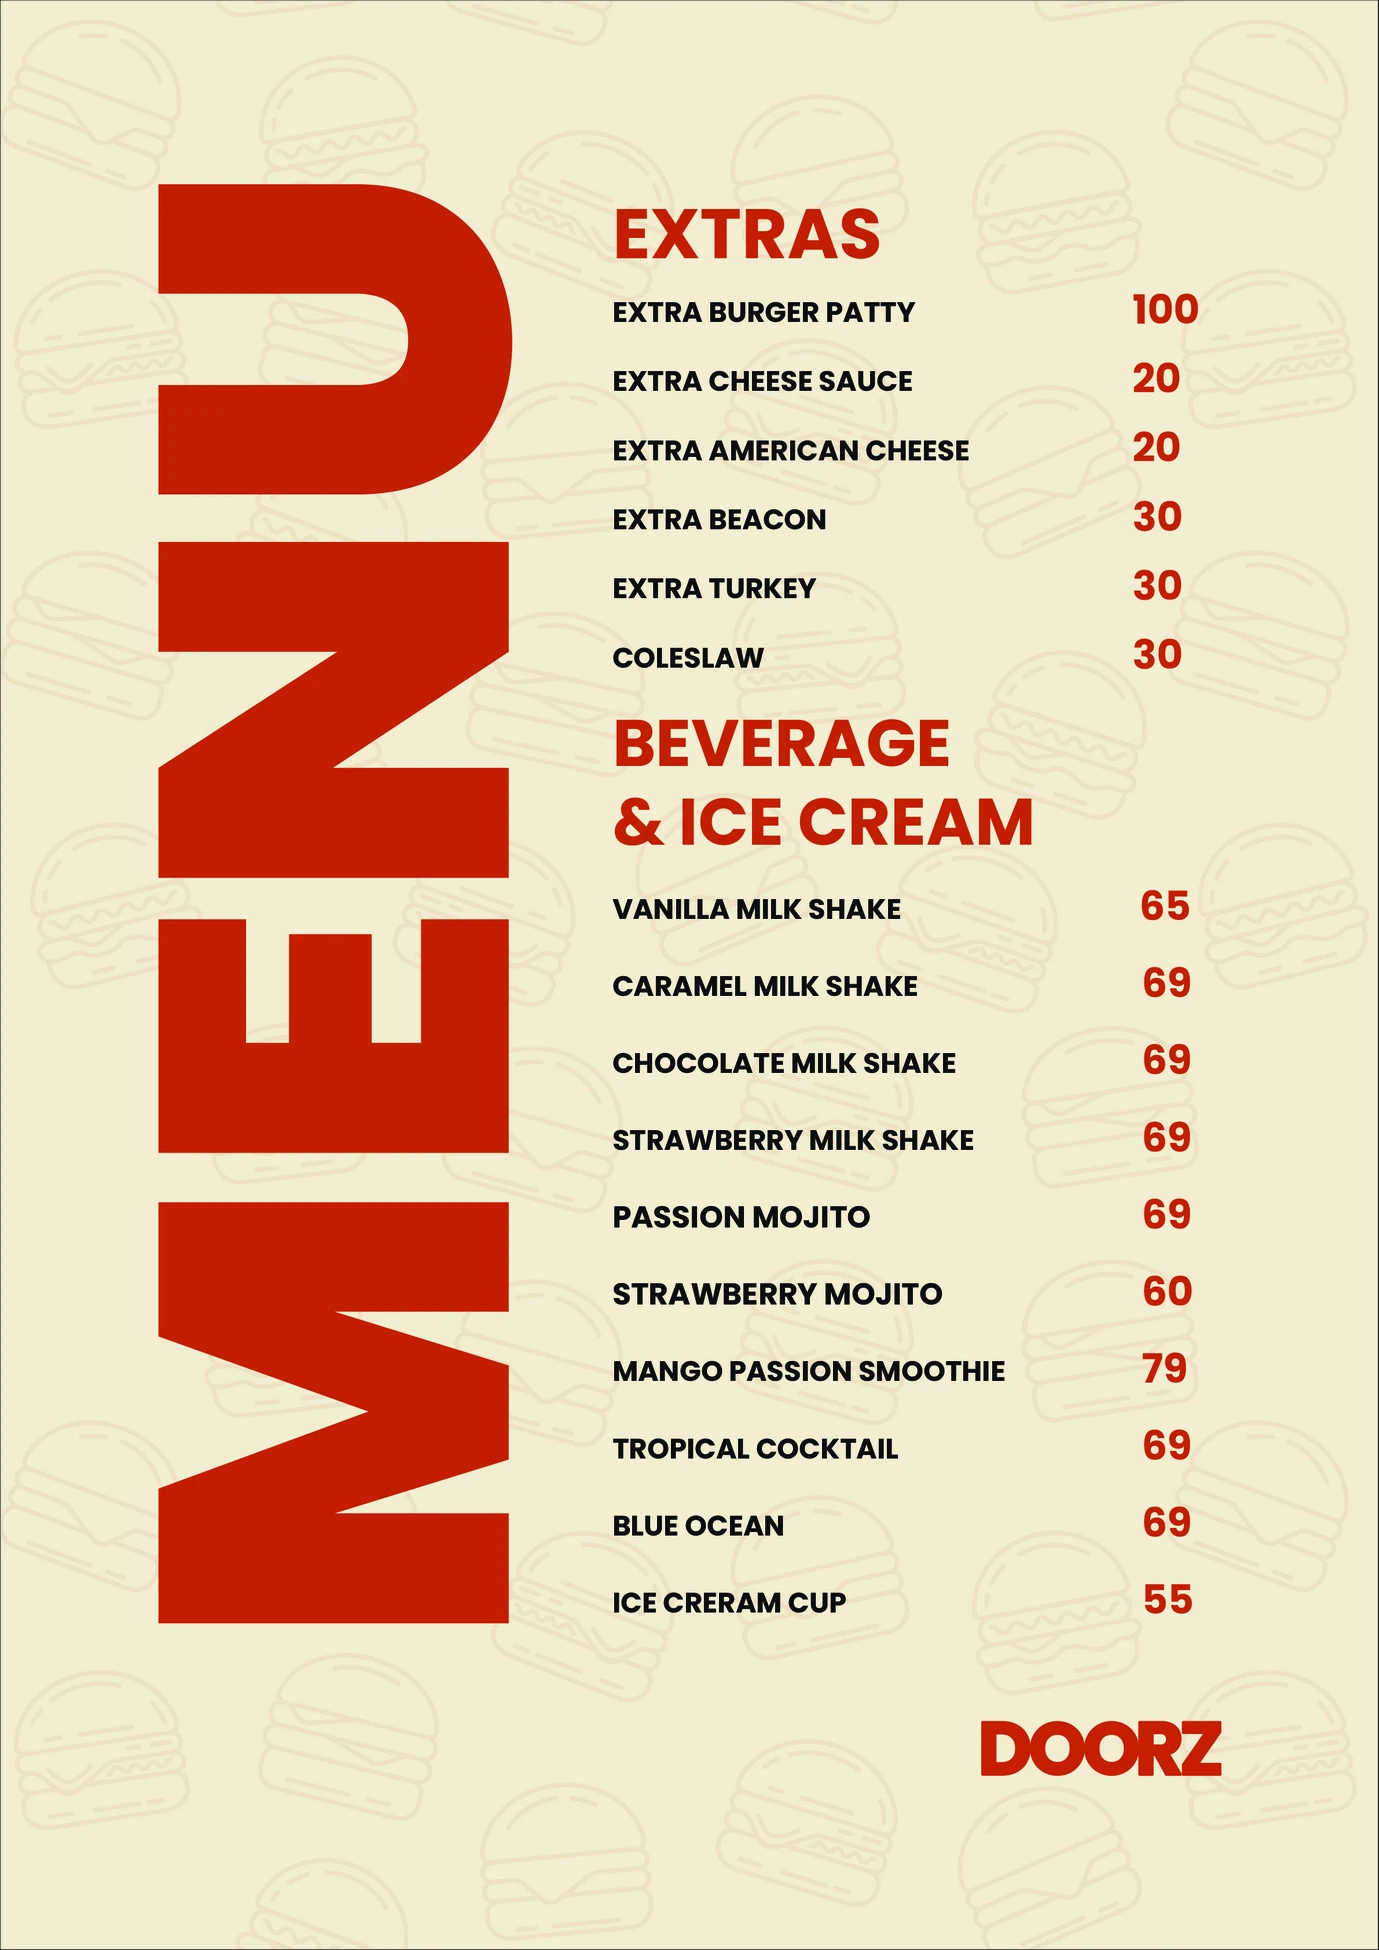 MENU
EXTRAS
EXTRA BURGER PATTY 100
EXTRA CHEESE SAUCE 20
EXTRA AMERICAN CHEESE 20
EXTRA BEACON 30
EXTRA TURKEY 30
COLESLAW 30
BEVERAGE
& ICE CREAM
VANILLA MILK SHAKE 65
CARAMEL MILK SHAKE 69
CHOCOLATE MILK SHAKE 69
STRAWBERRY MILK SHAKE 69
PASSION MOJITO 69
STRAWBERRY MOJITO 60
MANGO PASSION SMOOTHIE 79
TROPICAL COCKTAIL 69
BLUE OCEAN 69
ICE CRERAM CUP 55
DOORZ